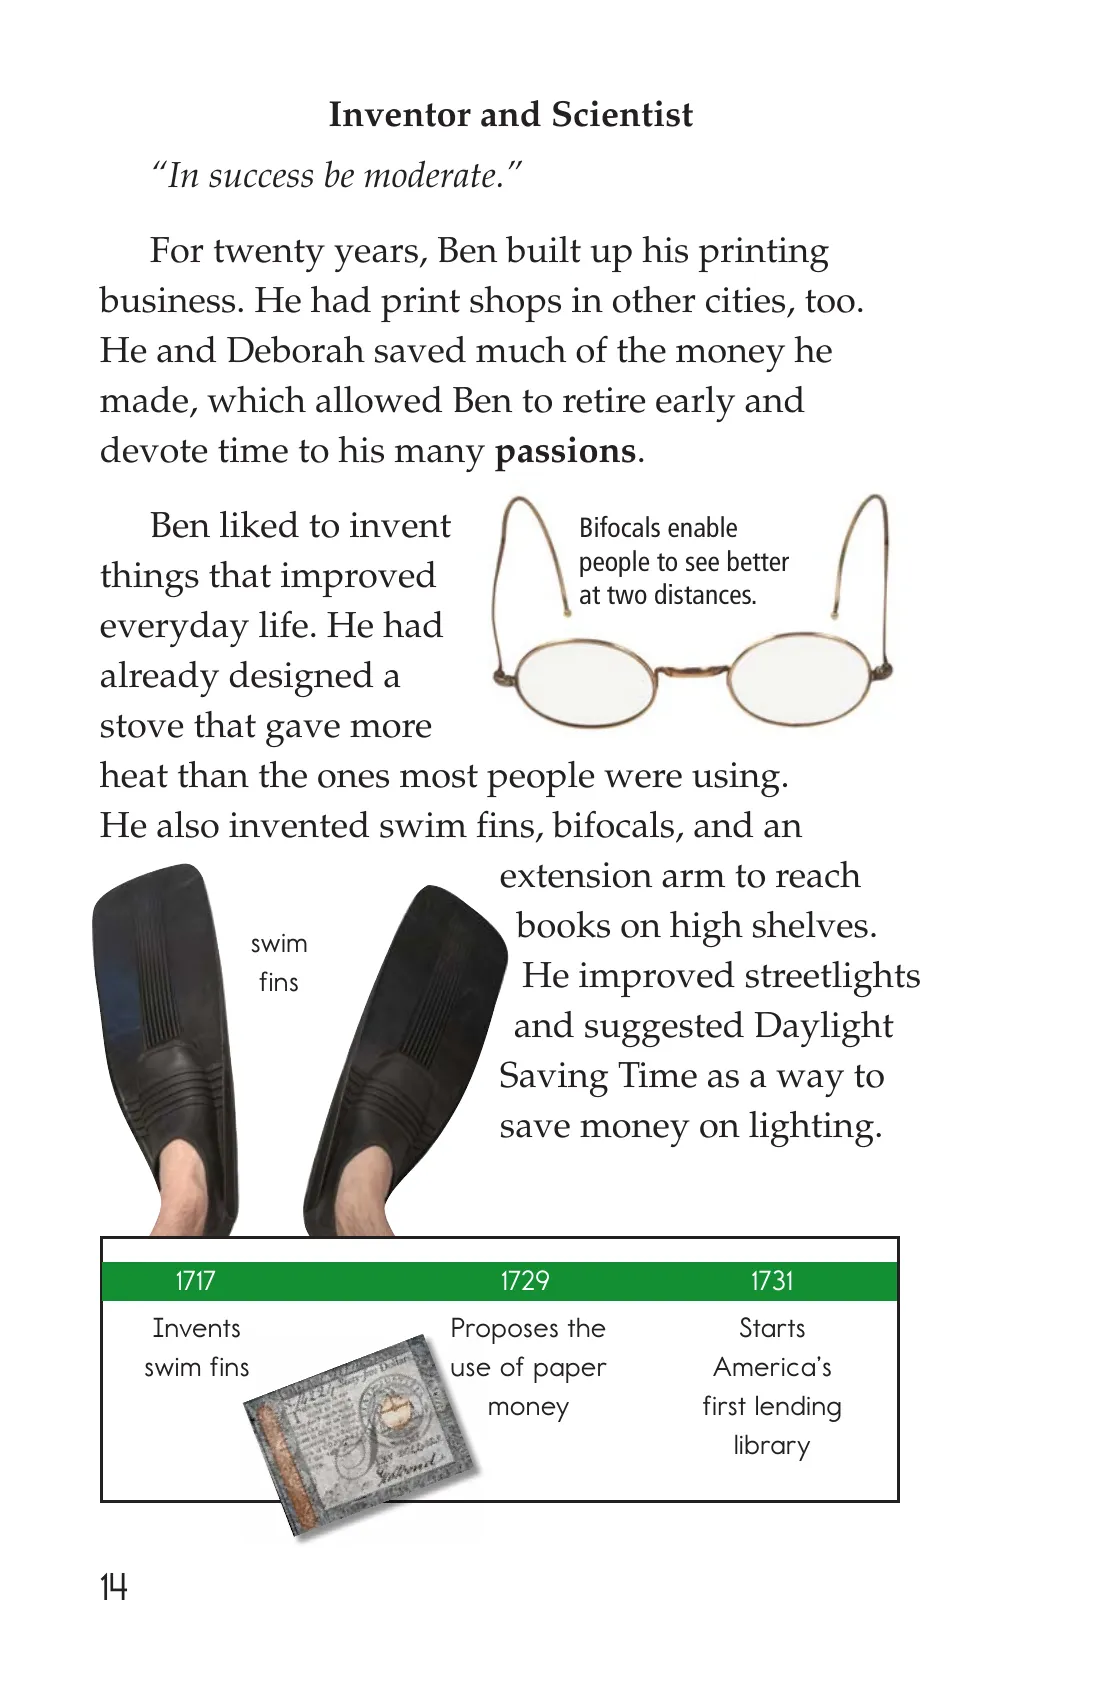 Inventor and Scientist
“In success be moderate.”
For twenty years, Ben built up his printing
business. He had print shops in other cities, too.
He and Deborah saved much of the money he
made, which allowed Ben to retire early and
devote time to his many passions.
Ben liked to invent
things that improved
everyday life. He had
already designed a
stove that gave more
heat than the ones most people were using.
He also invented swim fins, bifocals, and an
extension arm to reach
books on high shelves.
He improved streetlights
and suggested Daylight
Saving Time as a way to
save money on lighting.
Bifocals enable
people to see better
at two distances.
swim
fins
1717
Invents
swim fins
1729
Proposes the
use of paper
money
1731
Starts
America’s
first lending
library
14